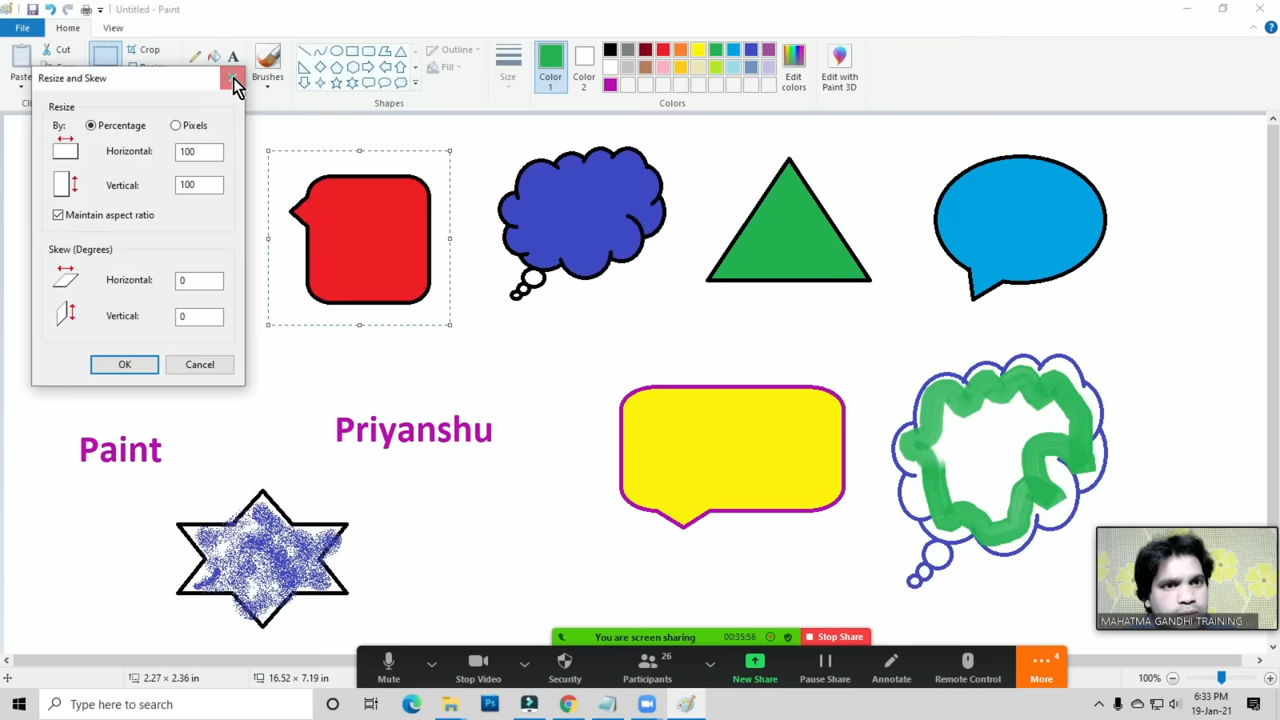 Untitled - Paint
File Home View
Cut
Crop
Paste
Brushes
Outline
Fill
Shapes
Size
Color 1
Color 2
Edit colors
Edit with Paint 3D
Colors
Resize and Skew
Resize
By: Percentage Pixels
Horizontal: 100
Vertical: 100
Maintain aspect ratio
Skew (Degrees)
Horizontal: 0
Vertical: 0
OK Cancel
Paint
Priyanshu
MAHATMA GANDHI TRAINING ...
You are screen sharing 00:35:56 Stop Share
Mute
Stop Video
Security
Participants 26
New Share
Pause Share
Annotate
Remote Control
More 4
2.27 × 2.36 in
16.52 × 7.19 in
100%
Type here to search
6:33 PM
19-Jan-21